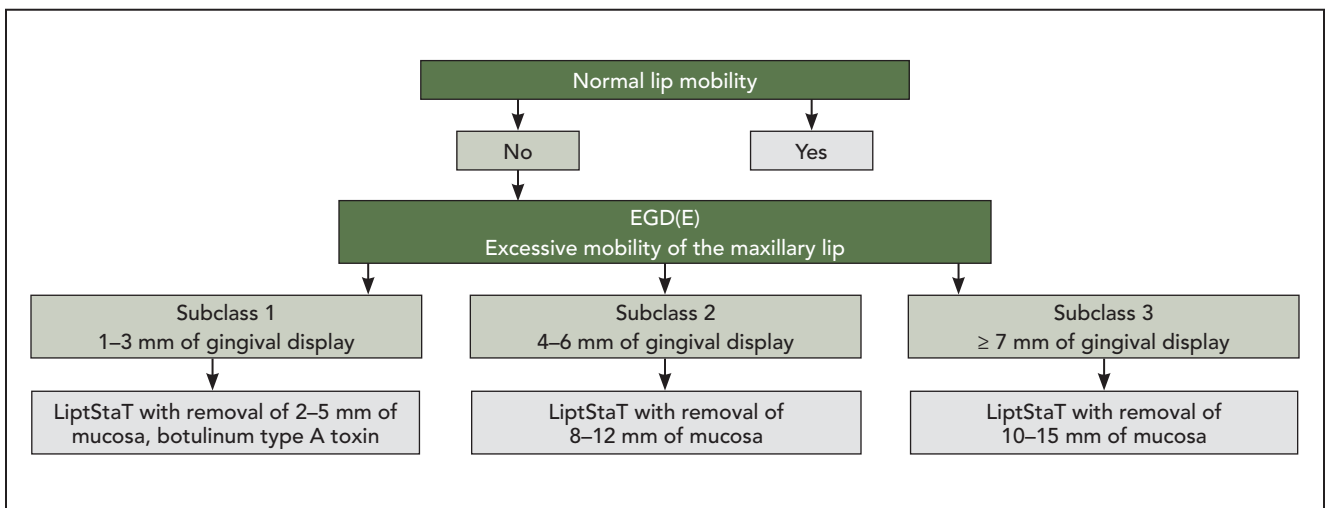 Normal lip mobility
No
Yes
EGD(E)
Excessive mobility of the maxillary lip
Subclass 1
1–3 mm of gingival display
Subclass 2
4–6 mm of gingival display
Subclass 3
≥ 7 mm of gingival display
LiptStaT with removal of 2–5 mm of
mucosa, botulinum type A toxin
LiptStaT with removal of
8–12 mm of mucosa
LiptStaT with removal of
10–15 mm of mucosa